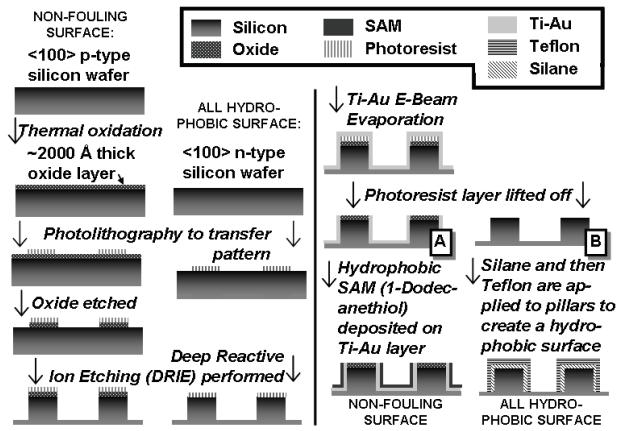 NON-FOULING
SURFACE:
<100> p-type
silicon wafer
Thermal oxidation
~2000 Å thick
oxide layer
ALL HYDRO-
PHOBIC SURFACE:
<100> n-type
silicon wafer
Photolithography to transfer
pattern
Oxide etched
Deep Reactive
Ion Etching (DRIE) performed
Silicon
Oxide
SAM
Photoresist
Ti-Au
Teflon
Silane
Ti-Au E-Beam
Evaporation
Photoresist layer lifted off
A
B
Hydrophobic
SAM (1-Dodec-
anethiol)
deposited on
Ti-Au layer
Silane and then
Teflon are ap-
plied to pillars to
create a hydro-
phobic surface
NON-FOULING
SURFACE
ALL HYDRO-
PHOBIC SURFACE